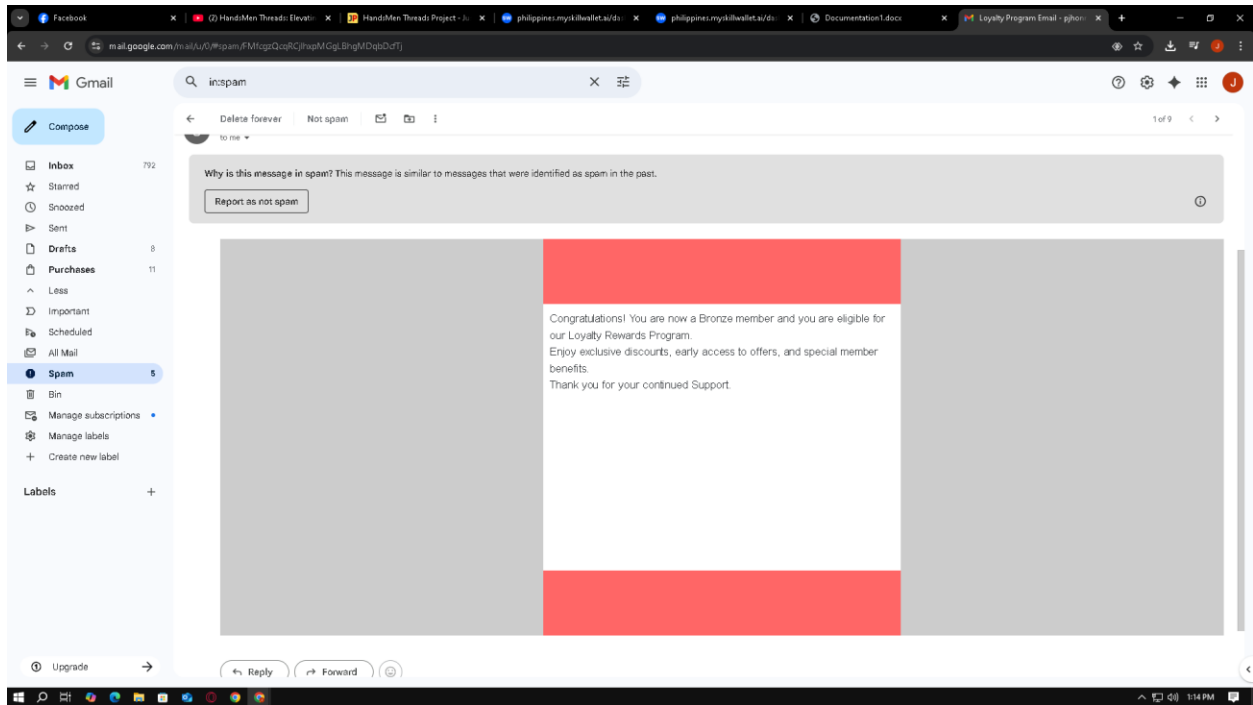 Facebook
(2) HandsMen Threads: Elevatin
HandsMen Threads Project - Ju
philippines.myskillwallet.ai/das
philippines.myskillwallet.ai/das
Documentation1.docx
Loyalty Program Email - pjhon
mail.google.com/mail/u/0/#spam/
Gmail
in:spam
Compose
Delete forever Not spam
1 of 9
to me
Inbox 792
Starred
Snoozed
Sent
Drafts 8
Purchases 11
Less
Important
Scheduled
All Mail
Spam 5
Bin
Manage subscriptions
Manage labels
Create new label
Labels
Upgrade
Why is this message in spam? This message is similar to messages that were identified as spam in the past.
Report as not spam
Congratulations! You are now a Bronze member and you are eligible for
our Loyalty Rewards Program.
Enjoy exclusive discounts, early access to offers, and special member
benefits.
Thank you for your continued Support.
Reply
Forward
J
1:14 PM